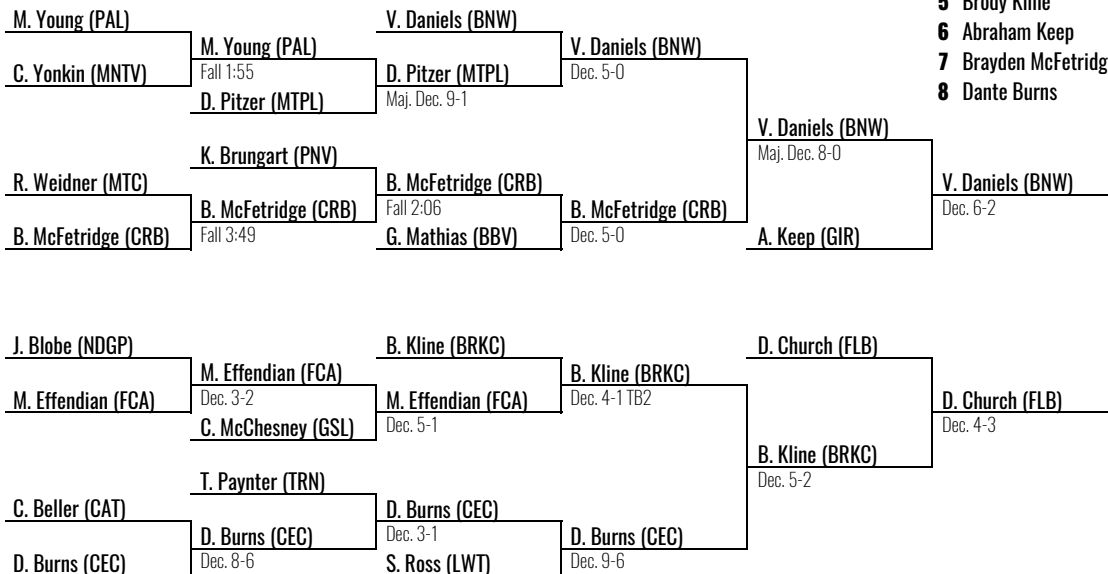 5 Brody Kline
6 Abraham Keep
7 Brayden McFetridg
8 Dante Burns
M. Young (PAL)
C. Yonkin (MNTV)
M. Young (PAL)
Fall 1:55
D. Pitzer (MTPL)
V. Daniels (BNW)
D. Pitzer (MTPL)
Maj. Dec. 9-1
V. Daniels (BNW)
Dec. 5-0
K. Brungart (PNV)
R. Weidner (MTC)
B. McFetridge (CRB)
B. McFetridge (CRB)
Fall 3:49
B. McFetridge (CRB)
Fall 2:06
G. Mathias (BBV)
B. McFetridge (CRB)
Dec. 5-0
V. Daniels (BNW)
Maj. Dec. 8-0
A. Keep (GIR)
V. Daniels (BNW)
Dec. 6-2
J. Blobe (NDGP)
M. Effendian (FCA)
M. Effendian (FCA)
Dec. 3-2
C. McChesney (GSL)
B. Kline (BRKC)
M. Effendian (FCA)
Dec. 5-1
B. Kline (BRKC)
Dec. 4-1 TB2
T. Paynter (TRN)
C. Beller (CAT)
D. Burns (CEC)
D. Burns (CEC)
Dec. 8-6
D. Burns (CEC)
Dec. 3-1
S. Ross (LWT)
D. Burns (CEC)
Dec. 9-6
D. Church (FLB)
B. Kline (BRKC)
Dec. 5-2
D. Church (FLB)
Dec. 4-3